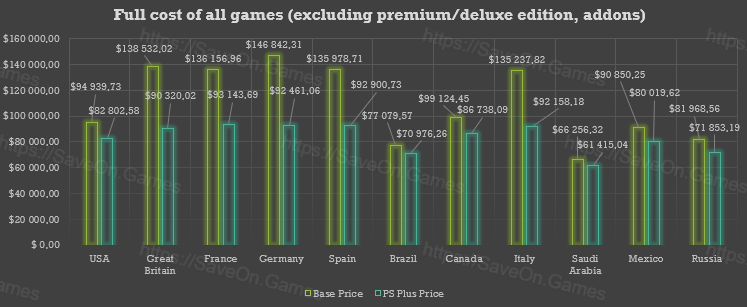 Full cost of all games (excluding premium/deluxe edition, addons)
$160 000,00
$140 000,00
$120 000,00
$100 000,00
$80 000,00
$60 000,00
$40 000,00
$20 000,00
$ 0,00
$94 939,73
$82 802,58
$138 532,02
$90 320,02
$136 156,96
$93 143,69
$146 842,31
$92 461,06
$135 978,71
$92 900,73
$77 079,57
$70 976,26
$99 124,45
$86 738,09
$135 237,82
$92 158,18
$66 256,32
$61 415,04
$90 850,25
$80 019,62
$81 968,56
$71 853,19
USA
Great
Britain
France
Germany
Spain
Brazil
Canada
Italy
Saudi
Arabia
Mexico
Russia
Base Price
PS Plus Price
https://SaveOn.Games